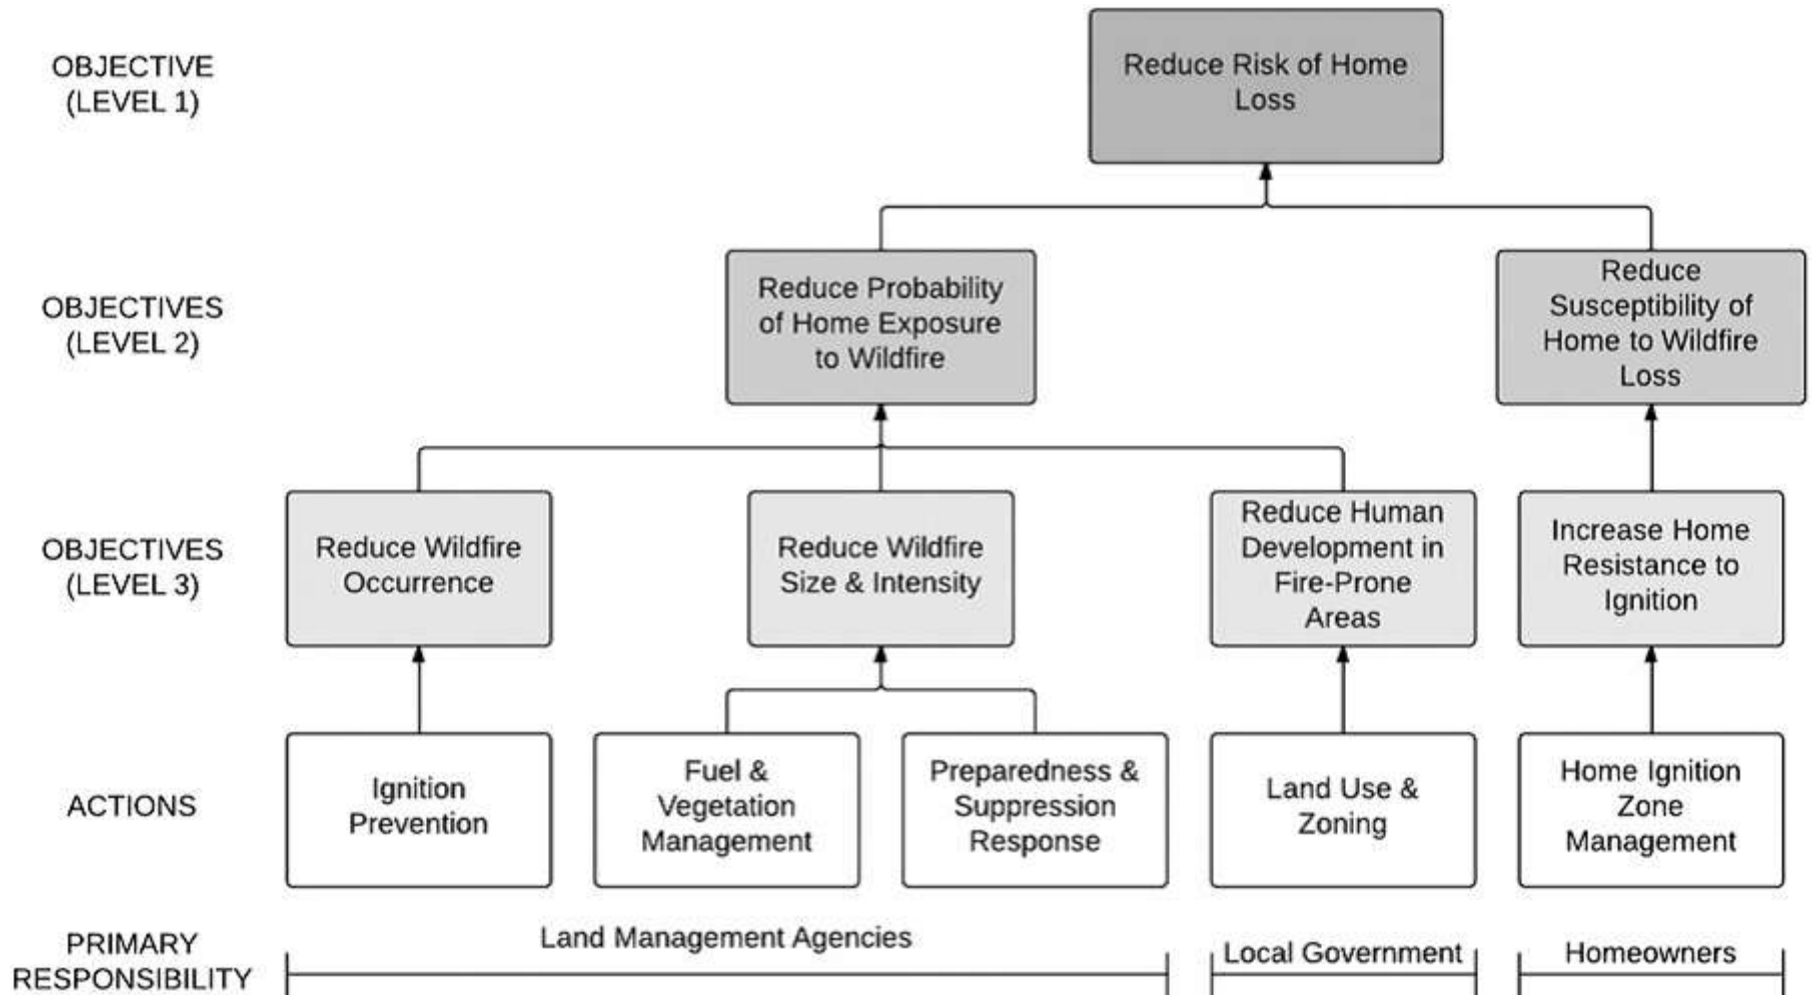 OBJECTIVE
(LEVEL 1)
Reduce Risk of Home
Loss
OBJECTIVES
(LEVEL 2)
Reduce Probability
of Home Exposure
to Wildfire
Reduce
Susceptibility of
Home to Wildfire
Loss
OBJECTIVES
(LEVEL 3)
Reduce Wildfire
Occurrence
Reduce Wildfire
Size & Intensity
Reduce Human
Development in
Fire-Prone
Areas
Increase Home
Resistance to
Ignition
ACTIONS
Ignition
Prevention
Fuel &
Vegetation
Management
Preparedness &
Suppression
Response
Land Use &
Zoning
Home Ignition
Zone
Management
PRIMARY
RESPONSIBILITY
Land Management Agencies
Local Government
Homeowners